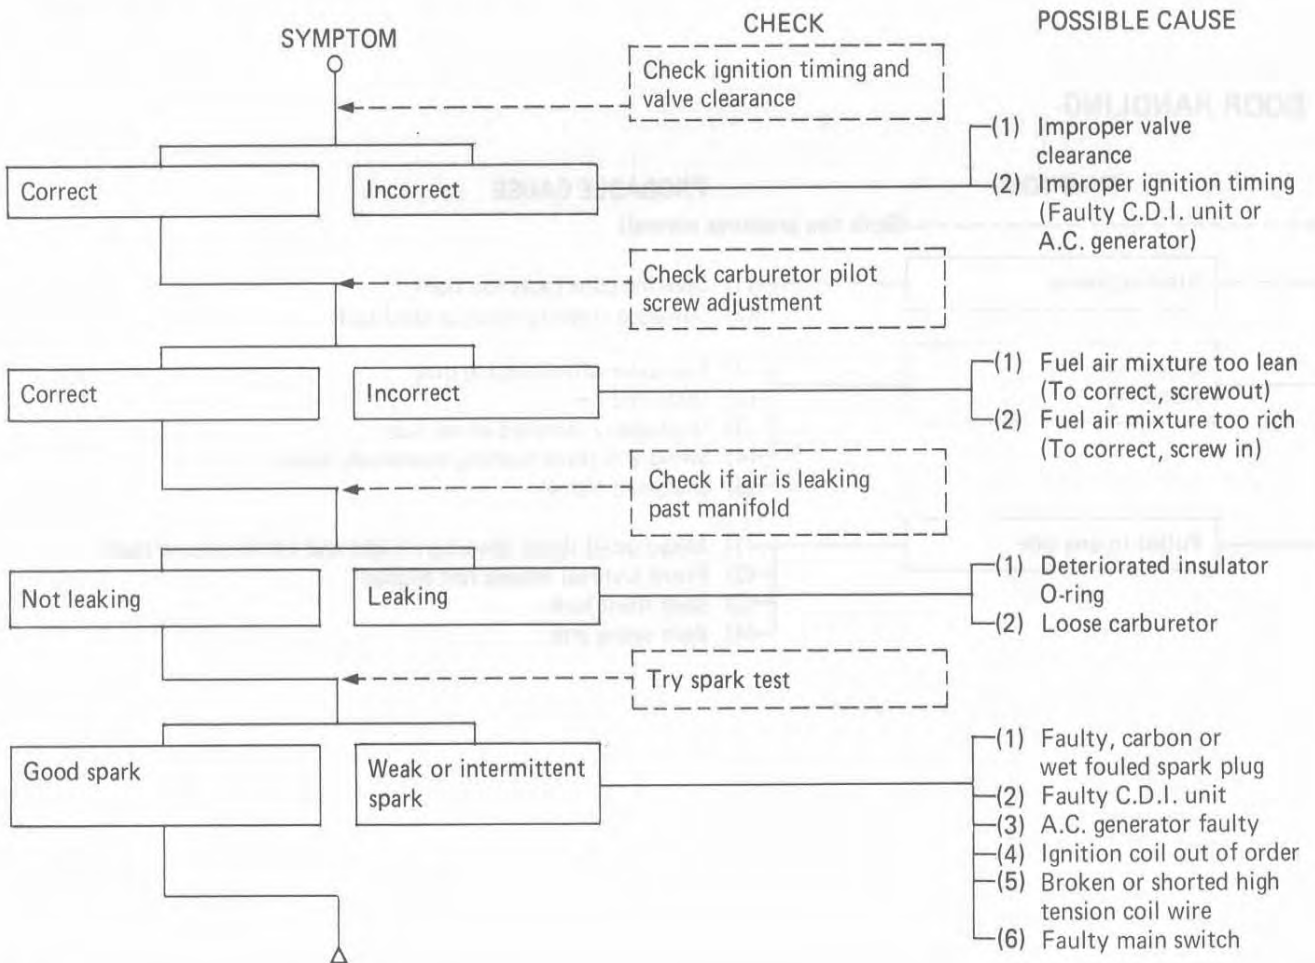 SYMPTOM
CHECK
POSSIBLE CAUSE
Check ignition timing and
valve clearance
Correct
Incorrect
(1) Improper valve
clearance
(2) Improper ignition timing
(Faulty C.D.I. unit or
A.C. generator)
Check carburetor pilot
screw adjustment
Correct
Incorrect
(1) Fuel air mixture too lean
(To correct, screwout)
(2) Fuel air mixture too rich
(To correct, screw in)
Check if air is leaking
past manifold
Not leaking
Leaking
(1) Deteriorated insulator
O-ring
(2) Loose carburetor
Try spark test
Good spark
Weak or intermittent
spark
(1) Faulty, carbon or
wet fouled spark plug
(2) Faulty C.D.I. unit
(3) A.C. generator faulty
(4) Ignition coil out of order
(5) Broken or shorted high
tension coil wire
(6) Faulty main switch